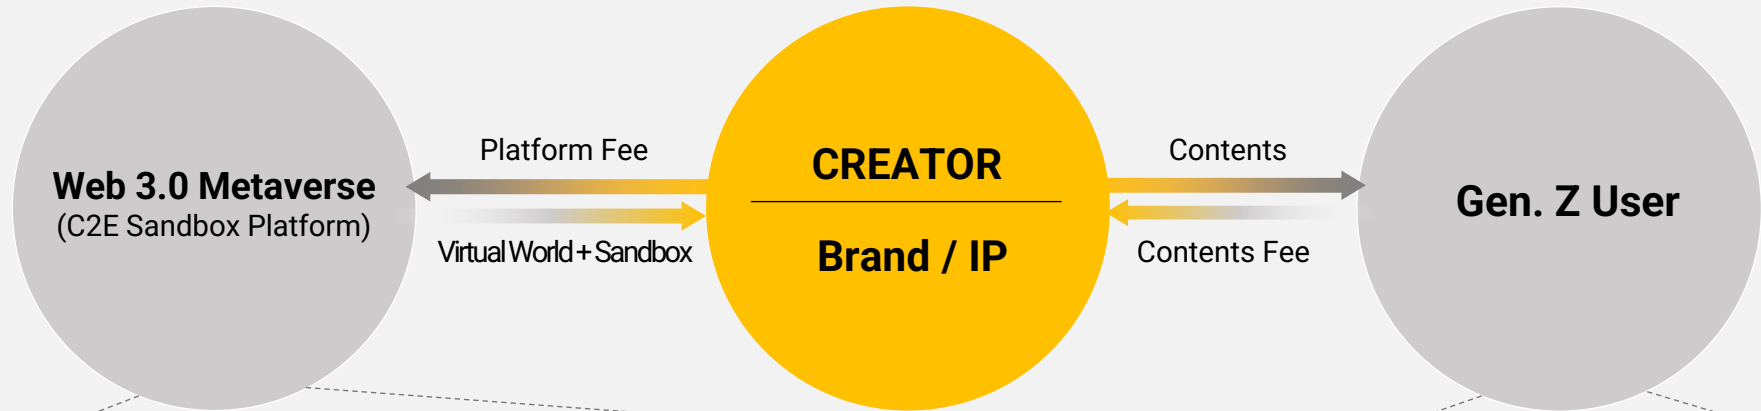 Web 3.0 Metaverse
(C2E Sandbox Platform)
Platform Fee
Virtual World + Sandbox
CREATOR
Brand / IP
Contents
Contents Fee
Gen. Z User